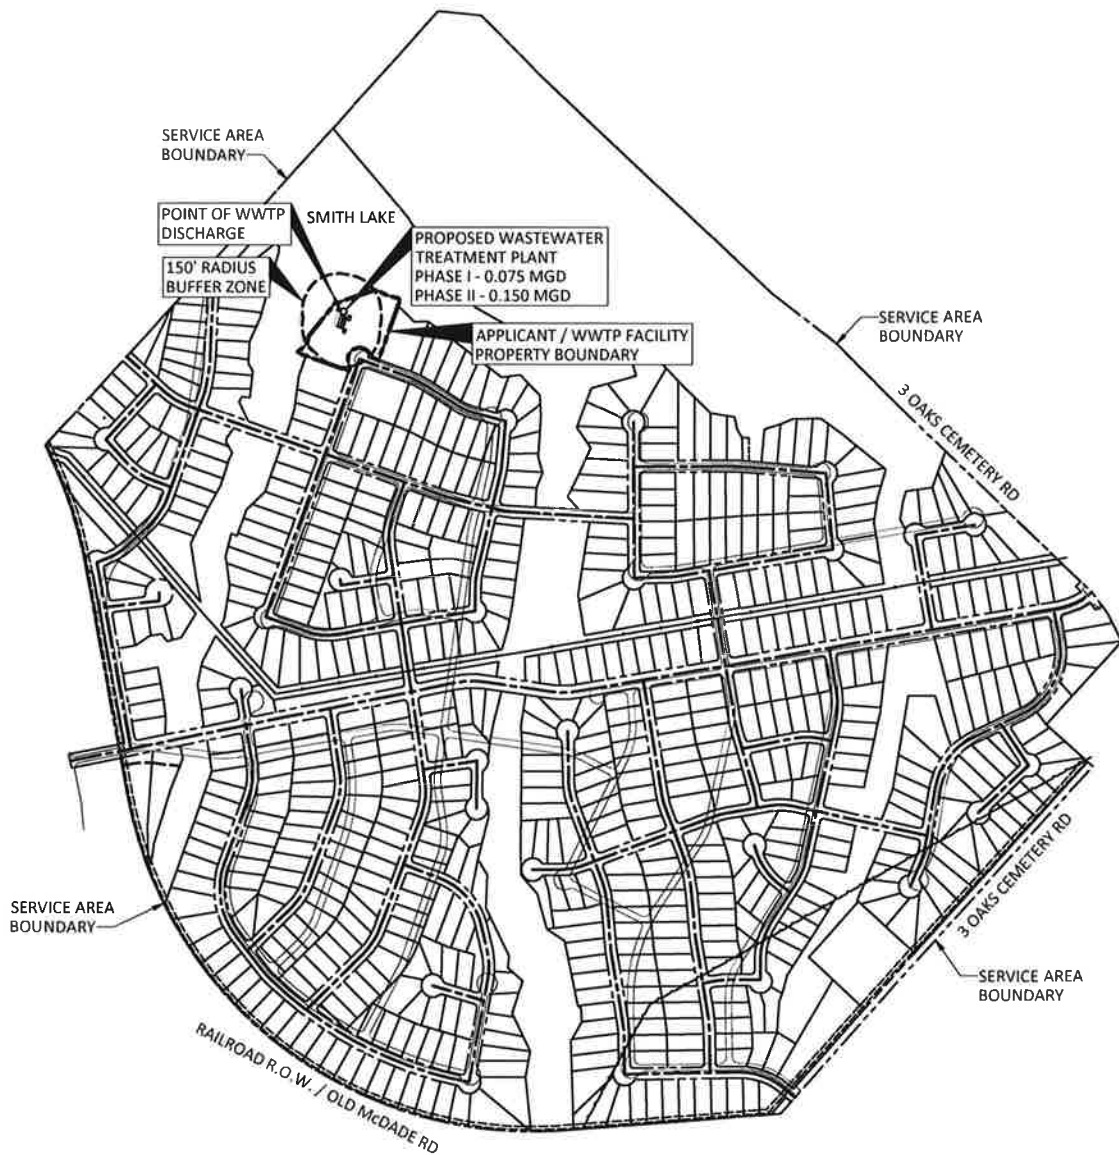 SERVICE AREA
BOUNDARY
POINT OF WWTP
DISCHARGE
SMITH LAKE
PROPOSED WASTEWATER
TREATMENT PLANT
PHASE I - 0.075 MGD
PHASE II - 0.150 MGD
150' RADIUS
BUFFER ZONE
APPLICANT / WWTP FACILITY
PROPERTY BOUNDARY
SERVICE AREA
BOUNDARY
3 OAKS CEMETERY RD
3 OAKS CEMETERY RD
SERVICE AREA
BOUNDARY
SERVICE AREA
BOUNDARY
RAILROAD R.O.W. / OLD McDADE RD